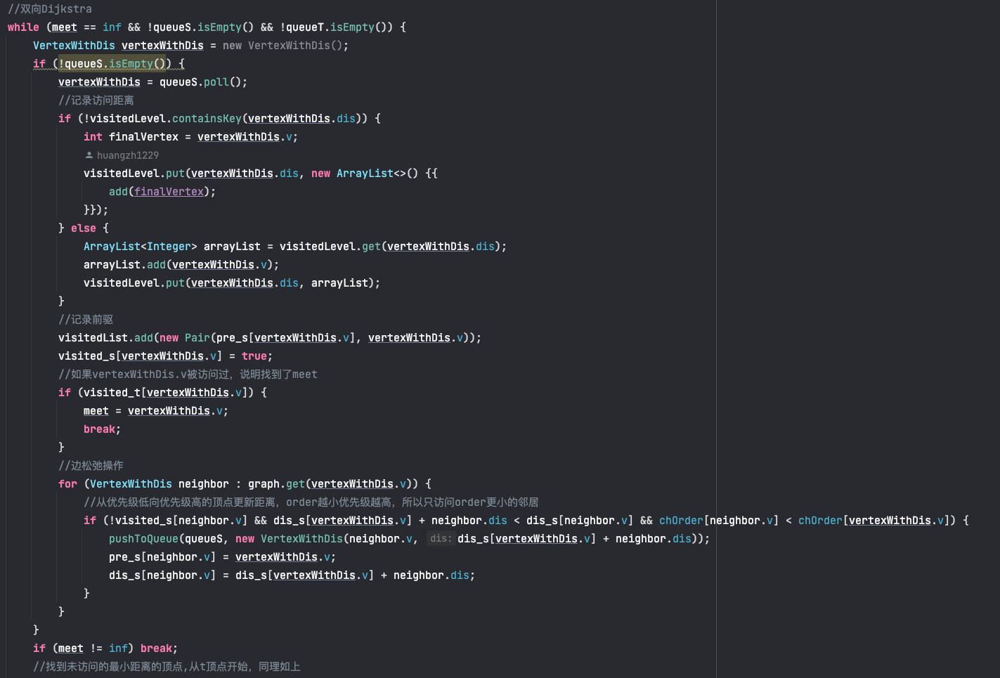 //双向Dijkstra
while (meet == inf && !queueS.isEmpty() && !queueT.isEmpty()) {
    VertexWithDis vertexWithDis = new VertexWithDis();
    if (!queueS.isEmpty()) {
        vertexWithDis = queueS.poll();
        //记录访问距离
        if (!visitedLevel.containsKey(vertexWithDis.dis)) {
            int finalVertex = vertexWithDis.v;
            huangzh1229
            visitedLevel.put(vertexWithDis.dis, new ArrayList<>() {{
                add(finalVertex);
            }});
        } else {
            ArrayList<Integer> arrayList = visitedLevel.get(vertexWithDis.dis);
            arrayList.add(vertexWithDis.v);
            visitedLevel.put(vertexWithDis.dis, arrayList);
        }
        //记录前驱
        visitedList.add(new Pair(pre_s[vertexWithDis.v], vertexWithDis.v));
        visited_s[vertexWithDis.v] = true;
        //如果vertexWithDis.v被访问过，说明找到了meet
        if (visited_t[vertexWithDis.v]) {
            meet = vertexWithDis.v;
            break;
        }
        //边松弛操作
        for (VertexWithDis neighbor : graph.get(vertexWithDis.v)) {
            //从优先级低向优先级高的顶点更新距离，order越小优先级越高，所以只访问order更小的邻居
            if (!visited_s[neighbor.v] && dis_s[vertexWithDis.v] + neighbor.dis < dis_s[neighbor.v] && chOrder[neighbor.v] < chOrder[vertexWithDis.v]) {
                pushToQueue(queueS, new VertexWithDis(neighbor.v, dis: dis_s[vertexWithDis.v] + neighbor.dis));
                pre_s[neighbor.v] = vertexWithDis.v;
                dis_s[neighbor.v] = dis_s[vertexWithDis.v] + neighbor.dis;
            }
        }
    }
    if (meet != inf) break;
    //找到未访问的最小距离的顶点,从t顶点开始，同理如上